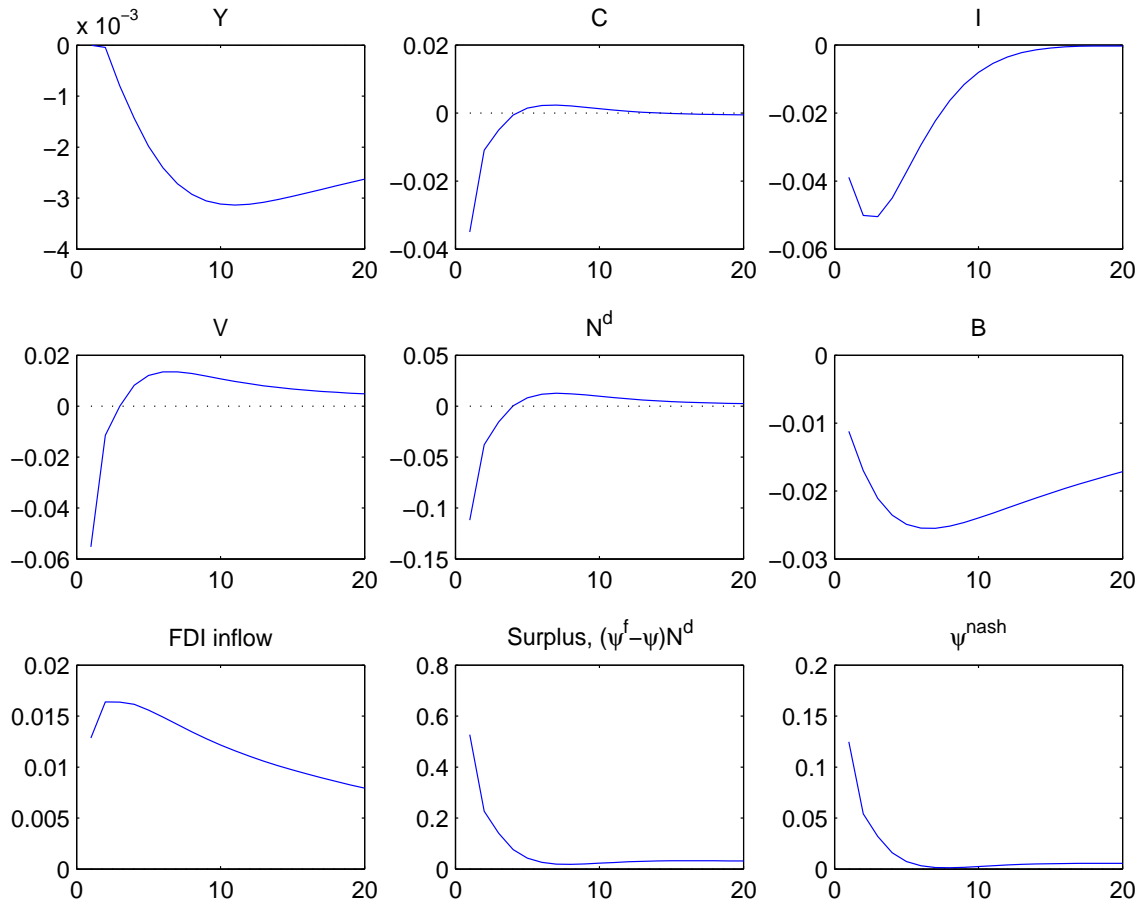 x 10⁻³
Y
0
−1
−2
−3
−4
0 10 20
C
0.02
0
−0.02
−0.04
0 10 20
I
0
−0.02
−0.04
−0.06
0 10 20
V
0.02
0
−0.02
−0.04
−0.06
0 10 20
Nᵈ
0.05
0
−0.05
−0.1
−0.15
0 10 20
B
0
−0.01
−0.02
−0.03
0 10 20
FDI inflow
0.02
0.015
0.01
0.005
0
0 10 20
Surplus, (ψᶠ−ψ)Nᵈ
0.8
0.6
0.4
0.2
0
0 10 20
ψⁿᵃˢʰ
0.2
0.15
0.1
0.05
0
0 10 20